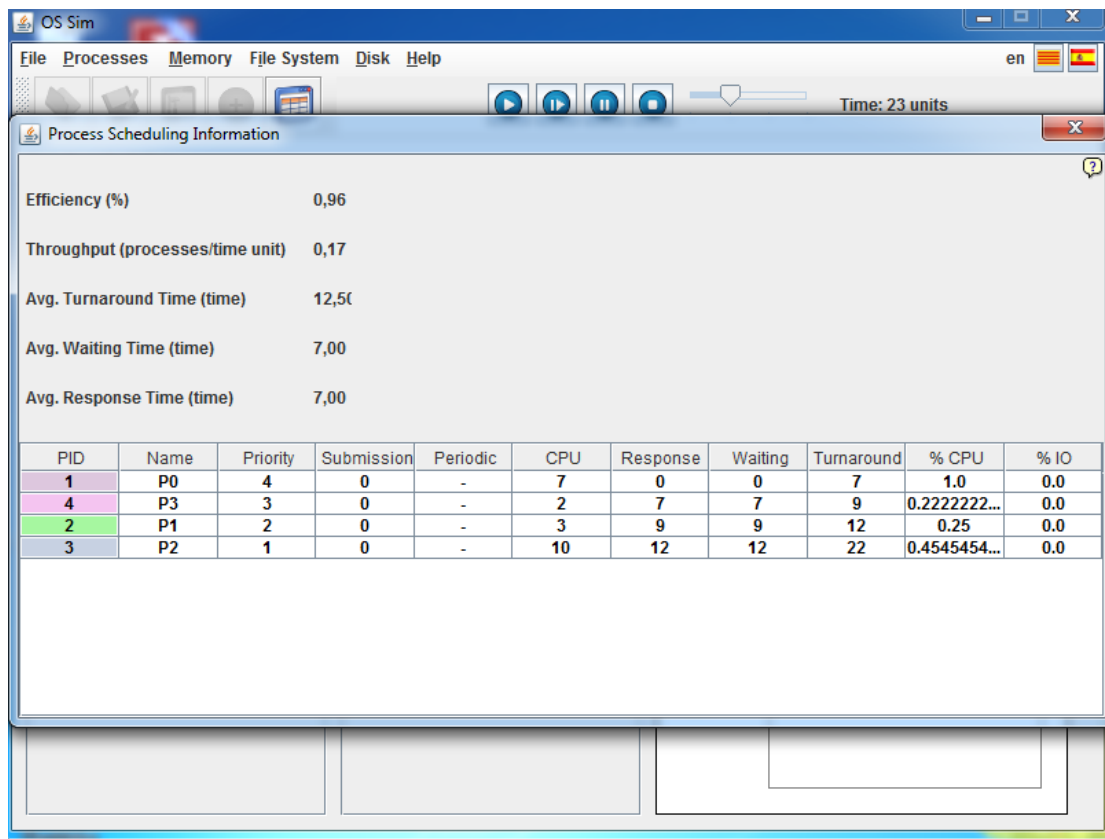 OS Sim
File Processes Memory File System Disk Help en
Time: 23 units
Process Scheduling Information
Efficiency (%) 0,96
Throughput (processes/time unit) 0,17
Avg. Turnaround Time (time) 12,50
Avg. Waiting Time (time) 7,00
Avg. Response Time (time) 7,00
PID Name Priority Submission Periodic CPU Response Waiting Turnaround % CPU % IO
1 P0 4 0 - 7 0 0 7 1.0 0.0
4 P3 3 0 - 2 7 7 9 0.2222222... 0.0
2 P1 2 0 - 3 9 9 12 0.25 0.0
3 P2 1 0 - 10 12 12 22 0.4545454... 0.0